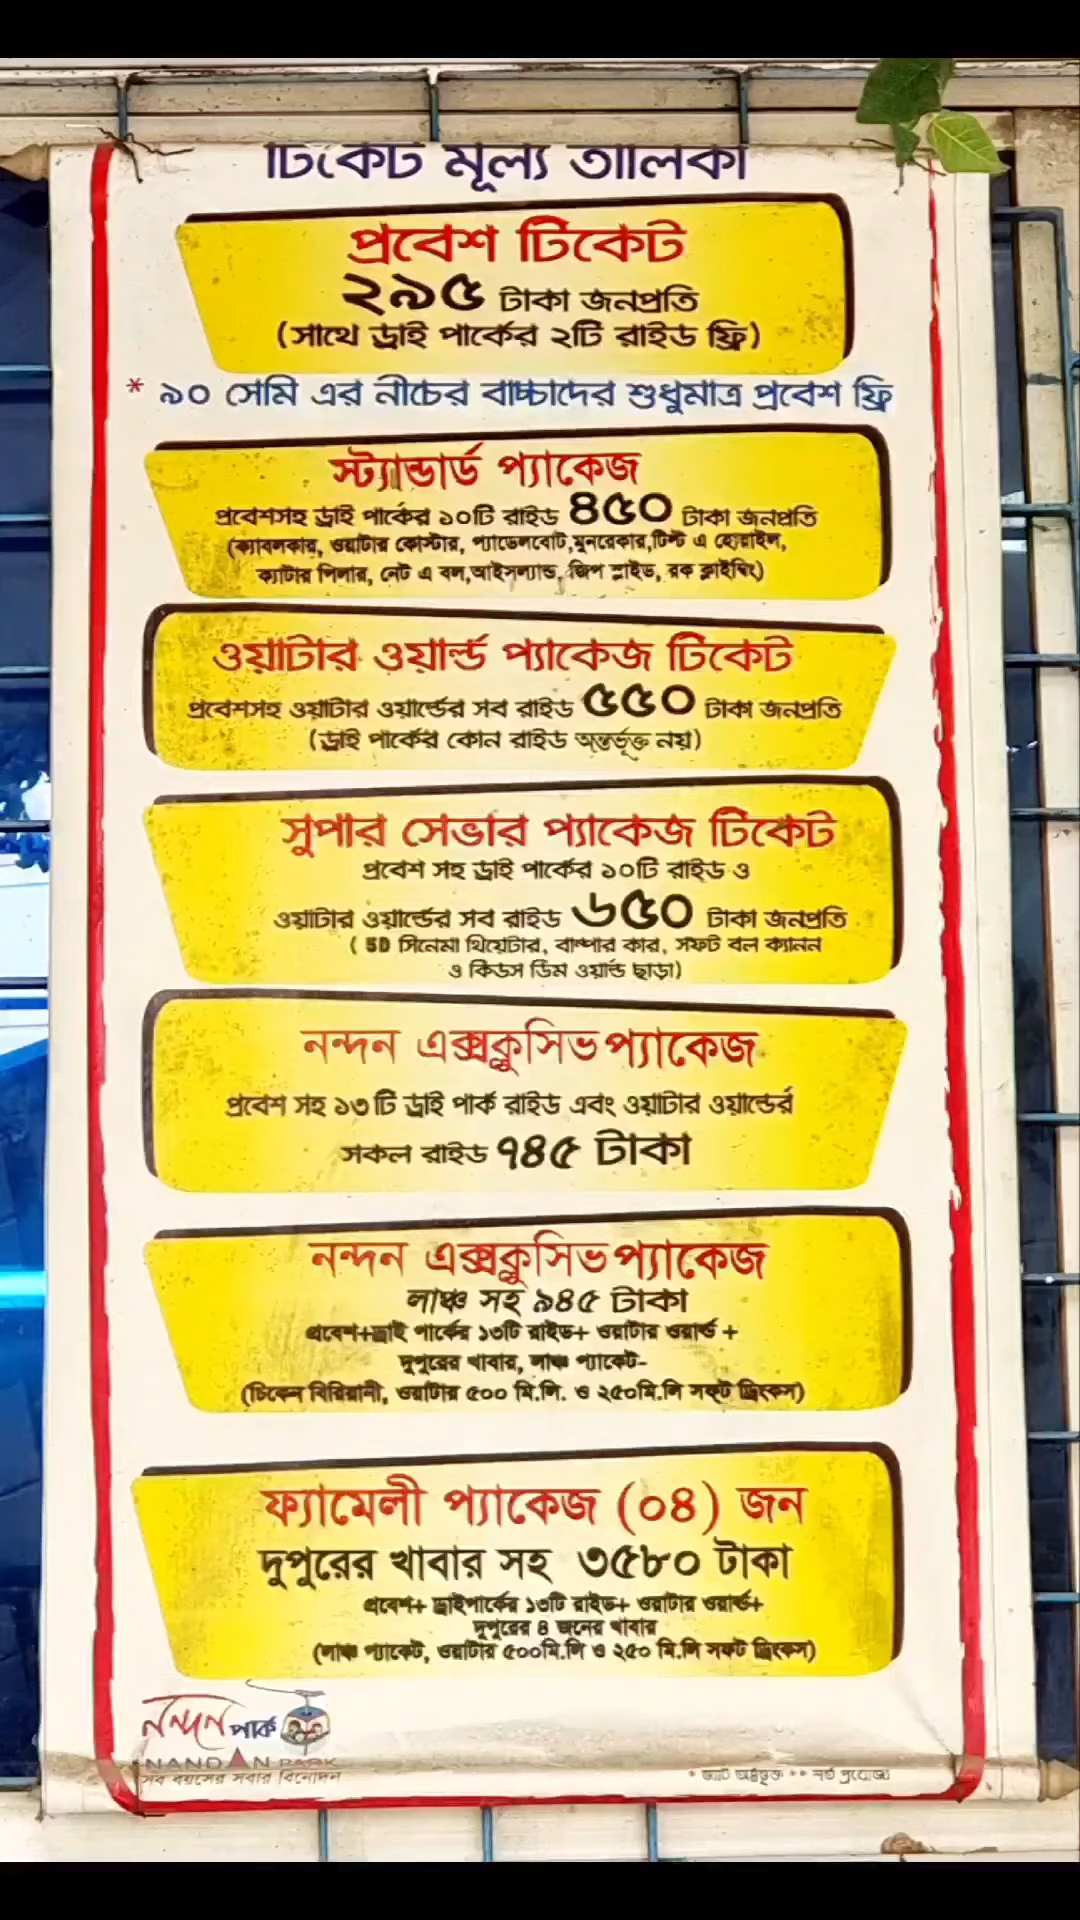 টিকেট মূল্য তালিকা
প্রবেশ টিকেট
২৯৫ টাকা জনপ্রতি
(সাথে ড্রাই পার্কের ২টি রাইড ফ্রি)
* ৯০ সেমি এর নীচের বাচ্চাদের শুধুমাত্র প্রবেশ ফ্রি
স্ট্যান্ডার্ড প্যাকেজ
প্রবেশসহ ড্রাই পার্কের ১০টি রাইড ৪৫০ টাকা জনপ্রতি
(ক্যাবলকার, ওয়াটার কোস্টার, প্যাডেলবোট,মুনরেকার,টিল্ট এ হোয়াইল,
ক্যাটার পিলার, নেট এ বল,আইসল্যান্ড, জিপ স্লাইড, রক ক্লাইম্বিং)
ওয়াটার ওয়ার্ল্ড প্যাকেজ টিকেট
প্রবেশসহ ওয়াটার ওয়ার্ল্ডের সব রাইড ৫৫০ টাকা জনপ্রতি
(ড্রাই পার্কের কোন রাইড অন্তর্ভূক্ত নয়)
সুপার সেভার প্যাকেজ টিকেট
প্রবেশ সহ ড্রাই পার্কের ১০টি রাইড ও
ওয়াটার ওয়ার্ল্ডের সব রাইড ৬৫০ টাকা জনপ্রতি
( 5D সিনেমা থিয়েটার, বাম্পার কার, সফট বল ক্যানন
ও কিডস ডিম ওয়ার্ল্ড ছাড়া)
নন্দন এক্সক্লুসিভ প্যাকেজ
প্রবেশ সহ ১৩টি ড্রাই পার্ক রাইড এবং ওয়াটার ওয়ার্ল্ডের
সকল রাইড ৭৪৫ টাকা
নন্দন এক্সক্লুসিভ প্যাকেজ
লাঞ্চ সহ ৯৪৫ টাকা
প্রবেশ+ড্রাই পার্কের ১৩টি রাইড+ ওয়াটার ওয়ার্ল্ড +
দুপুরের খাবার, লাঞ্চ প্যাকেট-
(চিকেন বিরিয়ানী, ওয়াটার ৫০০ মি.লি. ও ২৫০মি.লি সফট ড্রিংকস)
ফ্যামেলী প্যাকেজ (০৪) জন
দুপুরের খাবার সহ ৩৫৮০ টাকা
প্রবেশ+ ড্রাইপার্কের ১৩টি রাইড+ ওয়াটার ওয়ার্ল্ড+
দুপুরের ৪ জনের খাবার
(লাঞ্চ প্যাকেট, ওয়াটার ৫০০মি.লি ও ২৫০ মি.লি সফট ড্রিংকস)
নন্দন পার্ক
NANDAN PARK
সব বয়সের সবার বিনোদন
* ভ্যাট অন্তর্ভূক্ত ** শর্ত প্রযোজ্য